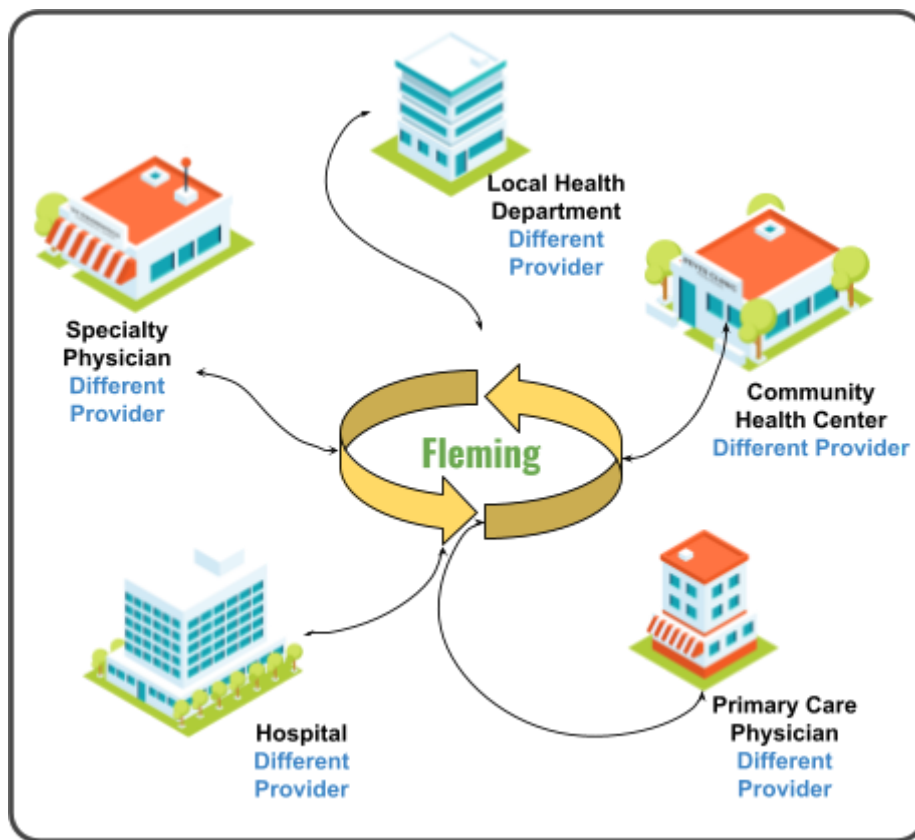 Local Health
Department
Different
Provider
Specialty
Physician
Different
Provider
Community
Health Center
Different Provider
Fleming
Hospital
Different
Provider
Primary Care
Physician
Different
Provider